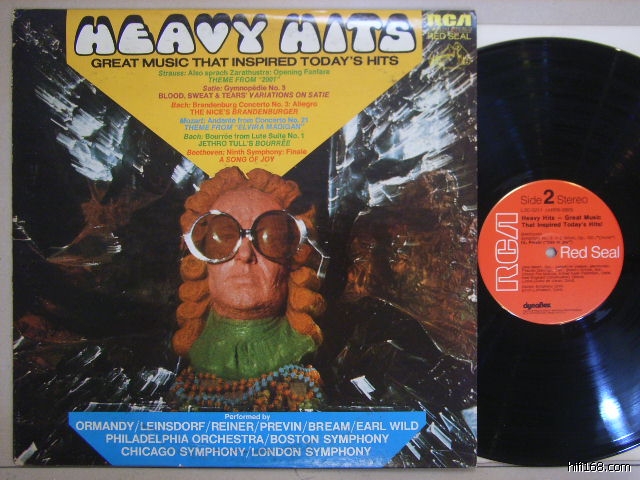 HEAVY HITS
GREAT MUSIC THAT INSPIRED TODAY'S HITS
RCA
RED SEAL
Strauss: Also sprach Zarathustra: Opening Fanfare
THEME FROM "2001"
Satie: Gymnopédie No. 3
BLOOD, SWEAT & TEARS' VARIATIONS ON SATIE
Bach: Brandenburg Concerto No. 3: Allegro
THE NICE'S BRANDENBURGER
Mozart: Andante from Concerto No. 21
THEME FROM "ELVIRA MADIGAN"
Bach: Bourrée from Lute Suite No. 1
JETHRO TULL'S BOURRÉE
Beethoven: Ninth Symphony: Finale
A SONG OF JOY
Performed by
ORMANDY/LEINSDORF/REINER/PREVIN/BREAM/EARL WILD
PHILADELPHIA ORCHESTRA/BOSTON SYMPHONY
CHICAGO SYMPHONY/LONDON SYMPHONY
Side 2 Stereo
Heavy Hits – Great Music
That Inspired Today's Hits!
RCA
Red Seal
dynaflex
hifi168.com